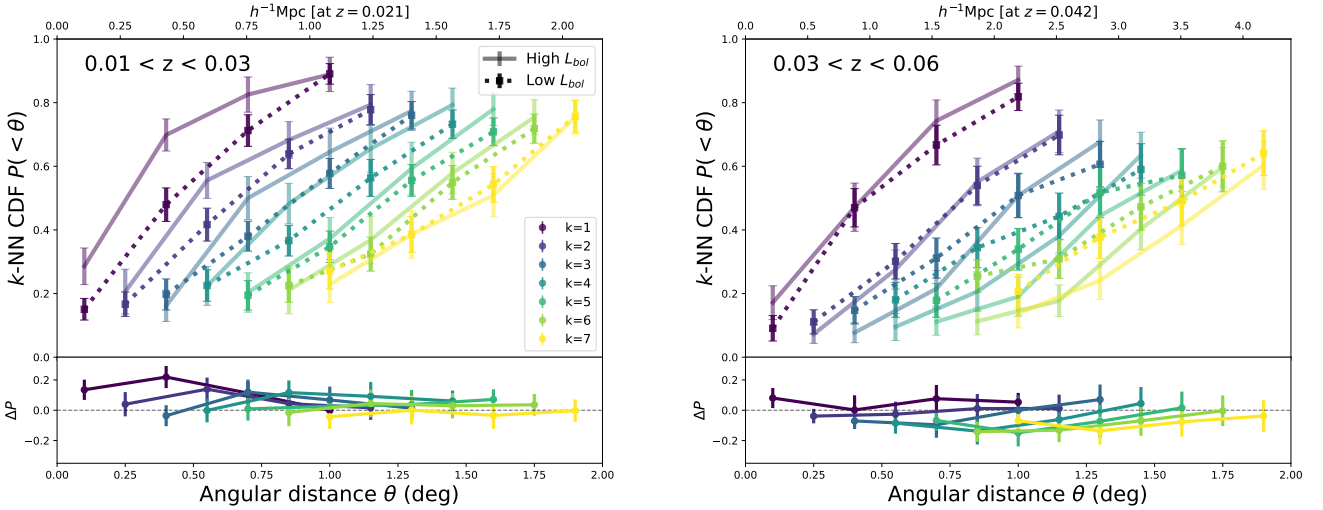 h⁻¹Mpc [at z = 0.021]
0.00 0.25 0.50 0.75 1.00 1.25 1.50 1.75 2.00
1.0
0.01 < z < 0.03
High L_bol
Low L_bol
0.8
0.6
0.4
0.2
0.0
k-NN CDF P( < θ)
k=1
k=2
k=3
k=4
k=5
k=6
k=7
0.2
0.0
−0.2
ΔP
0.00 0.25 0.50 0.75 1.00 1.25 1.50 1.75 2.00
Angular distance θ (deg)
h⁻¹Mpc [at z = 0.042]
0.0 0.5 1.0 1.5 2.0 2.5 3.0 3.5 4.0
1.0
0.03 < z < 0.06
0.8
0.6
0.4
0.2
0.0
k-NN CDF P( < θ)
0.2
0.0
−0.2
ΔP
0.00 0.25 0.50 0.75 1.00 1.25 1.50 1.75 2.00
Angular distance θ (deg)